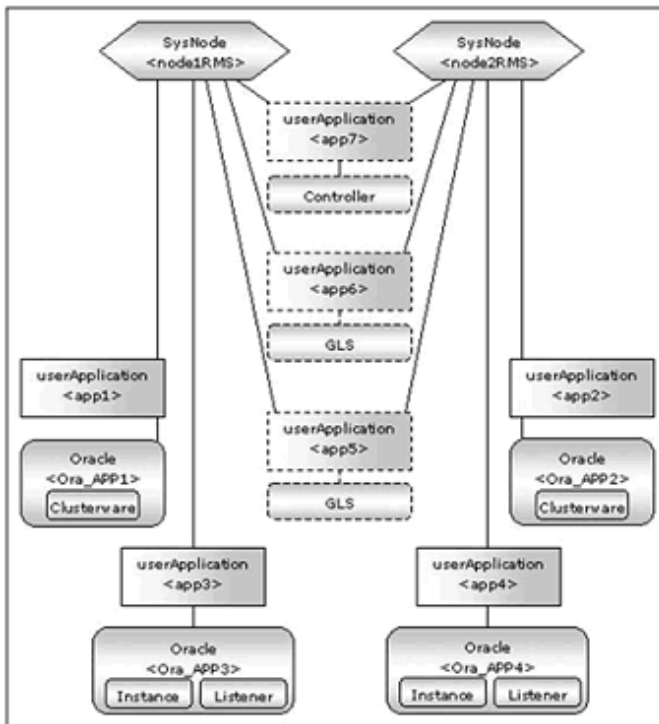 SysNode
<node1RMS>
SysNode
<node2RMS>
userApplication
<app7>
Controller
userApplication
<app6>
GLS
userApplication
<app1>
userApplication
<app2>
userApplication
<app5>
Oracle
<Ora_APP1>
Clusterware
Oracle
<Ora_APP2>
Clusterware
GLS
userApplication
<app3>
userApplication
<app4>
Oracle
<Ora_APP3>
Instance
Listener
Oracle
<Ora_APP4>
Instance
Listener